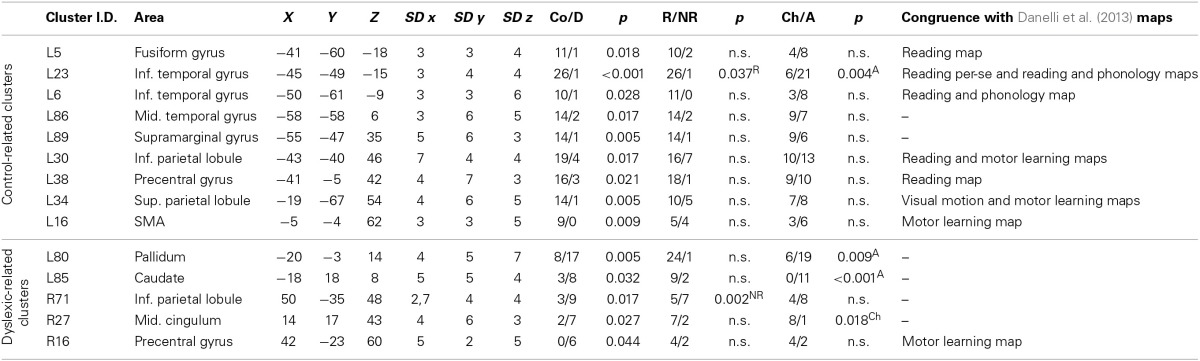 Cluster I.D. Area X Y Z SD x SD y SD z Co/D p R/NR p Ch/A p Congruence with Danelli et al. (2013) maps
Control-related clusters
L5 Fusiform gyrus −41 −60 −18 3 3 4 11/1 0.018 10/2 n.s. 4/8 n.s. Reading map
L23 Inf. temporal gyrus −45 −49 −15 3 4 4 26/1 <0.001 26/1 0.037R 6/21 0.004A Reading per-se and reading and phonology maps
L6 Inf. temporal gyrus −50 −61 −9 3 3 6 10/1 0.028 11/0 n.s. 3/8 n.s. Reading and phonology map
L86 Mid. temporal gyrus −58 −58 6 3 6 5 14/2 0.017 14/2 n.s. 9/7 n.s. –
L89 Supramarginal gyrus −55 −47 35 5 6 3 14/1 0.005 14/1 n.s. 9/6 n.s. –
L30 Inf. parietal lobule −43 −40 46 7 4 4 19/4 0.017 16/7 n.s. 10/13 n.s. Reading and motor learning maps
L38 Precentral gyrus −41 −5 42 4 7 3 16/3 0.021 18/1 n.s. 9/10 n.s. Reading map
L34 Sup. parietal lobule −19 −67 54 4 6 5 14/1 0.005 10/5 n.s. 7/8 n.s. Visual motion and motor learning maps
L16 SMA −5 −4 62 3 3 5 9/0 0.009 5/4 n.s. 3/6 n.s. Motor learning map
Dyslexic-related
clusters
L80 Pallidum −20 −3 14 4 5 7 8/17 0.005 24/1 n.s. 6/19 0.009A –
L85 Caudate −18 18 8 5 5 4 3/8 0.032 9/2 n.s. 0/11 <0.001A –
R71 Inf. parietal lobule 50 −35 48 2,7 4 4 3/9 0.017 5/7 0.002NR 4/8 n.s. –
R27 Mid. cingulum 14 17 43 4 6 3 2/7 0.027 7/2 n.s. 8/1 0.018Ch –
R16 Precentral gyrus 42 −23 60 5 2 5 0/6 0.044 4/2 n.s. 4/2 n.s. Motor learning map